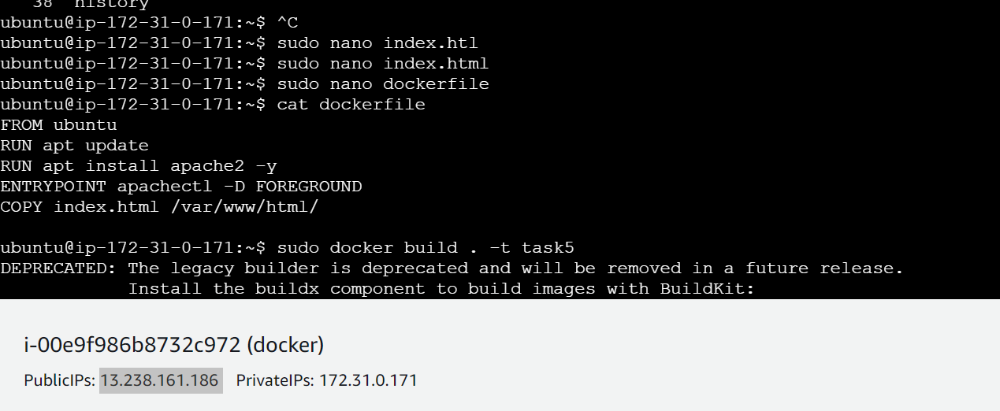 38  history
ubuntu@ip-172-31-0-171:~$ ^C
ubuntu@ip-172-31-0-171:~$ sudo nano index.htl
ubuntu@ip-172-31-0-171:~$ sudo nano index.html
ubuntu@ip-172-31-0-171:~$ sudo nano dockerfile
ubuntu@ip-172-31-0-171:~$ cat dockerfile
FROM ubuntu
RUN apt update
RUN apt install apache2 -y
ENTRYPOINT apachectl -D FOREGROUND
COPY index.html /var/www/html/
ubuntu@ip-172-31-0-171:~$ sudo docker build . -t task5
DEPRECATED: The legacy builder is deprecated and will be removed in a future release.
            Install the buildx component to build images with BuildKit:
i-00e9f986b8732c972 (docker)
PublicIPs: 13.238.161.186    PrivateIPs: 172.31.0.171